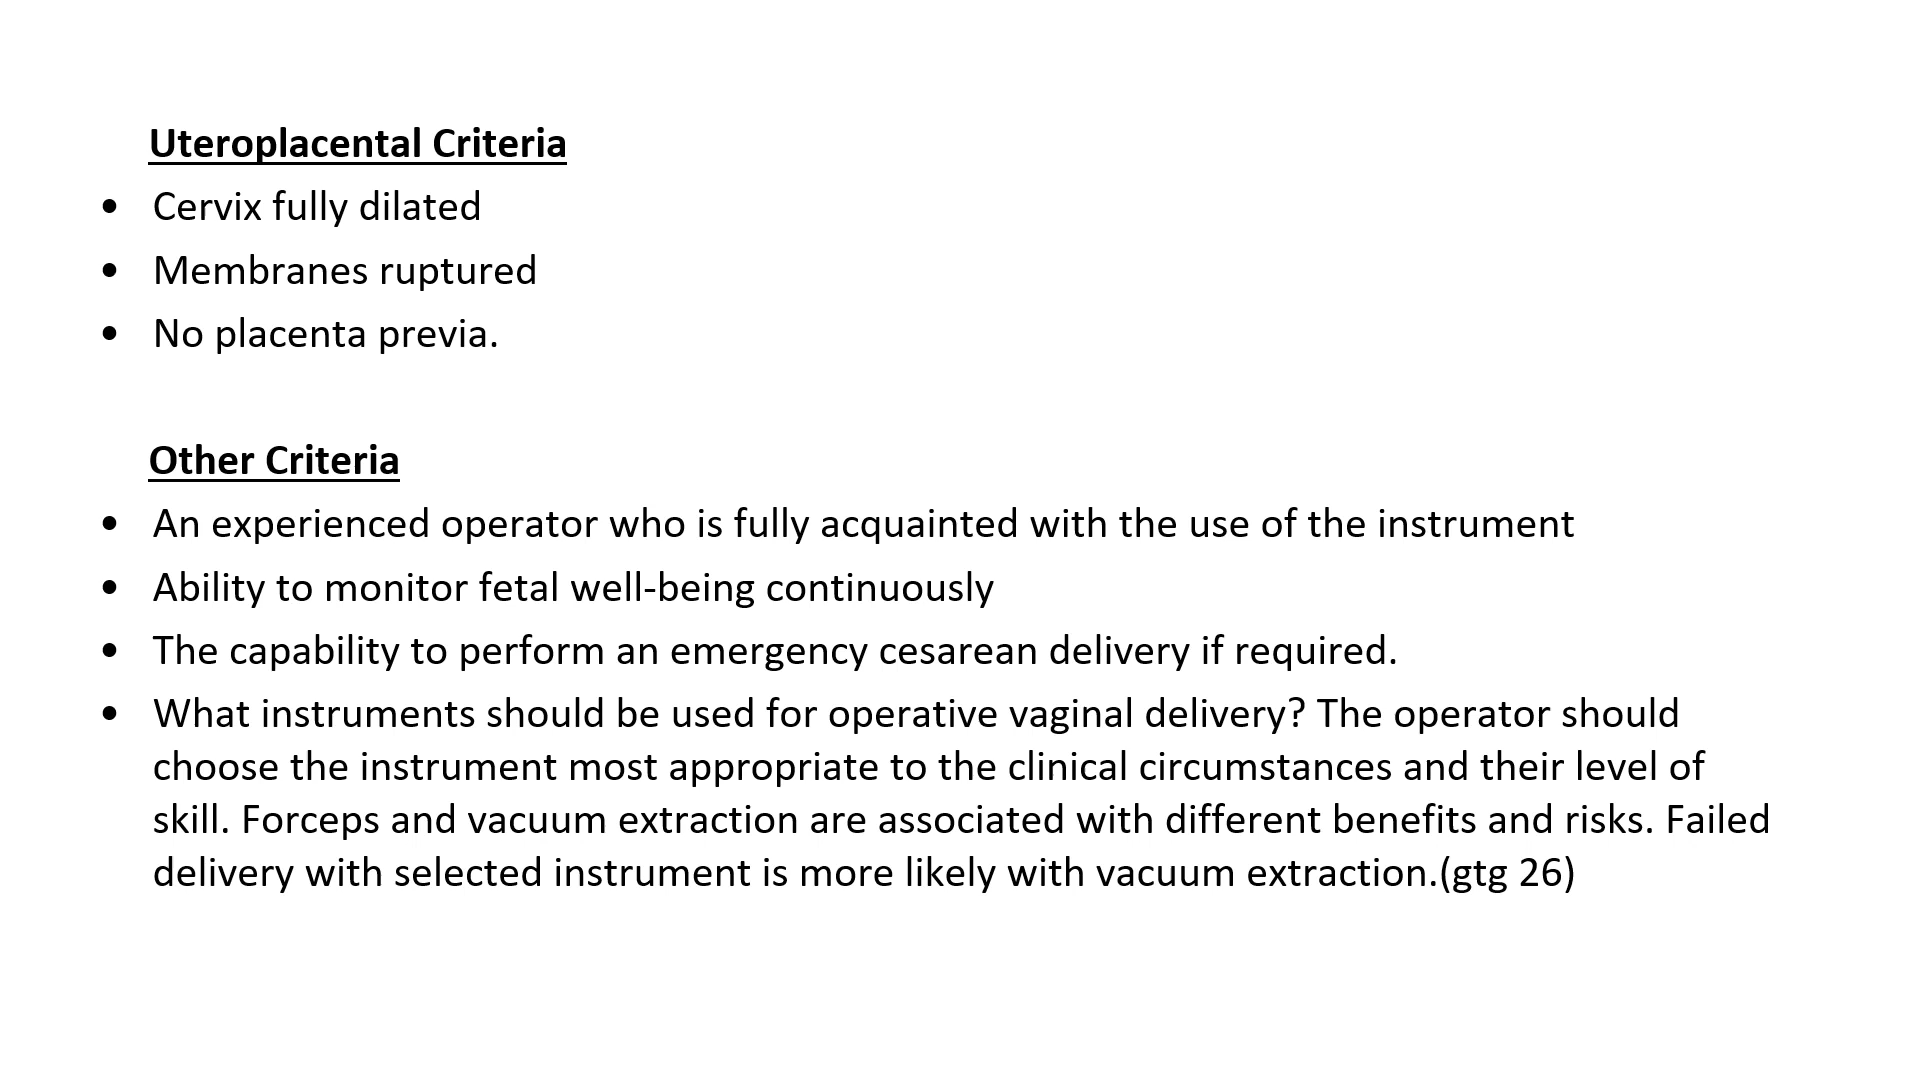 Uteroplacental Criteria
• Cervix fully dilated
• Membranes ruptured
• No placenta previa.
Other Criteria
• An experienced operator who is fully acquainted with the use of the instrument
• Ability to monitor fetal well-being continuously
• The capability to perform an emergency cesarean delivery if required.
• What instruments should be used for operative vaginal delivery? The operator should
choose the instrument most appropriate to the clinical circumstances and their level of
skill. Forceps and vacuum extraction are associated with different benefits and risks. Failed
delivery with selected instrument is more likely with vacuum extraction.(gtg 26)